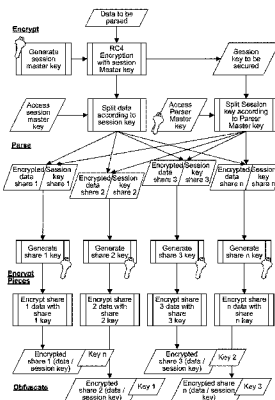 Data to be parsed
Encrypt
Generate session master key
RC4 Encryption with session Master key
Session key to be secured
Access session master key
Split data according to session key
Access Parser Master key
Split Session key according to Parser Master key
Parse
Encrypted data share 1
Session key share 1
Encrypted data share 2
Session key share 2
Encrypted data share 3
Session key share 3
Encrypted data share n
Session key share n
Generate share 1 key
Generate share 2 key
Generate share 3 key
Generate share n key
Encrypt Pieces
Encrypt share 1 data with share 1 key
Encrypt share 2 data with share 2 key
Encrypt share 3 data with share 3 key
Encrypt share n data with share n key
Encrypted share 1 (data / session key)
Key n
Encrypted share 3 (data / session key)
Key 2
Obfuscate
Encrypted share 2 (data / session key)
Key 1
Encrypted share n (data / session key)
Key 3